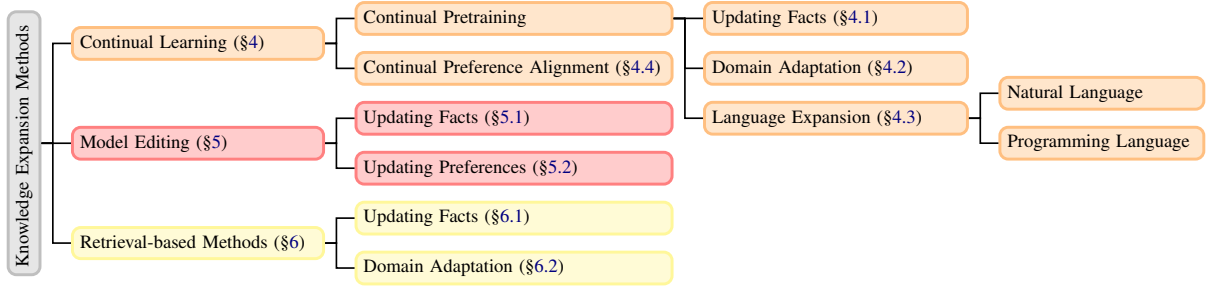 Knowledge Expansion Methods
Continual Learning (§4)
Continual Pretraining
Updating Facts (§4.1)
Domain Adaptation (§4.2)
Language Expansion (§4.3)
Natural Language
Programming Language
Continual Preference Alignment (§4.4)
Model Editing (§5)
Updating Facts (§5.1)
Updating Preferences (§5.2)
Retrieval-based Methods (§6)
Updating Facts (§6.1)
Domain Adaptation (§6.2)